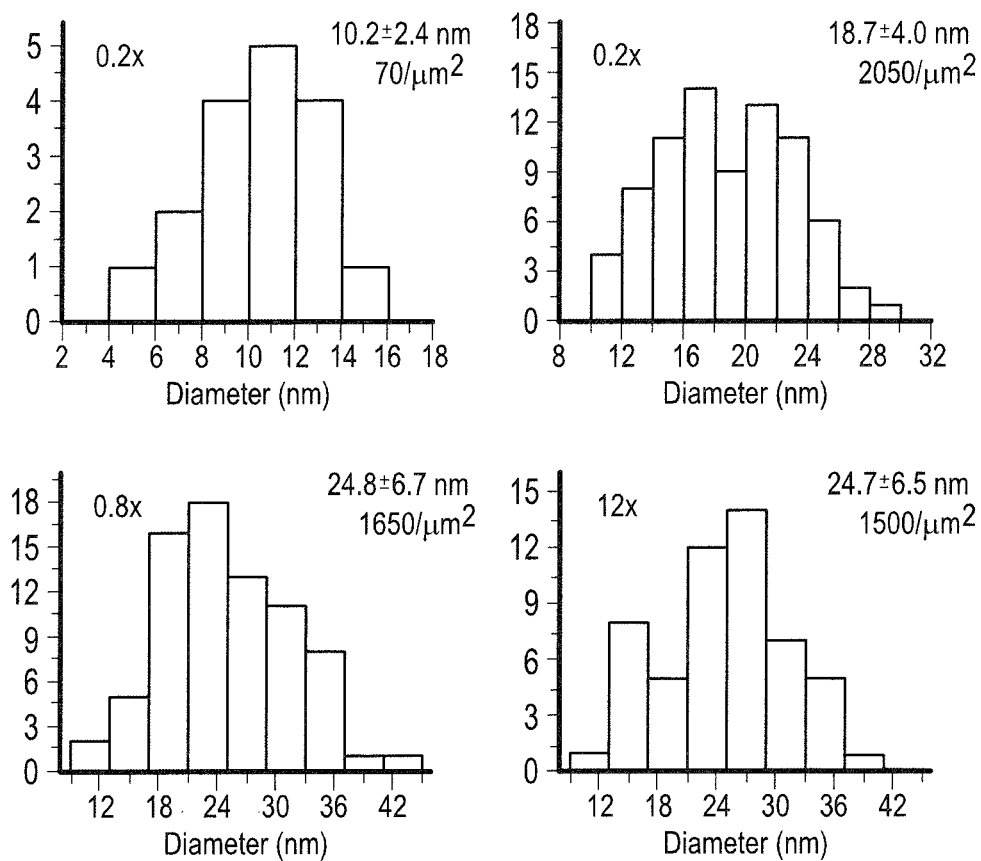 0.2x
10.2±2.4 nm
70/μm2
5
4
3
2
1
0
2 4 6 8 10 12 14 16 18
Diameter (nm)
0.2x
18.7±4.0 nm
2050/μm2
18
15
12
9
6
3
0
8 12 16 20 24 28 32
Diameter (nm)
0.8x
24.8±6.7 nm
1650/μm2
18
15
12
9
6
3
0
12 18 24 30 36 42
Diameter (nm)
12x
24.7±6.5 nm
1500/μm2
15
12
9
6
3
0
12 18 24 30 36 42
Diameter (nm)